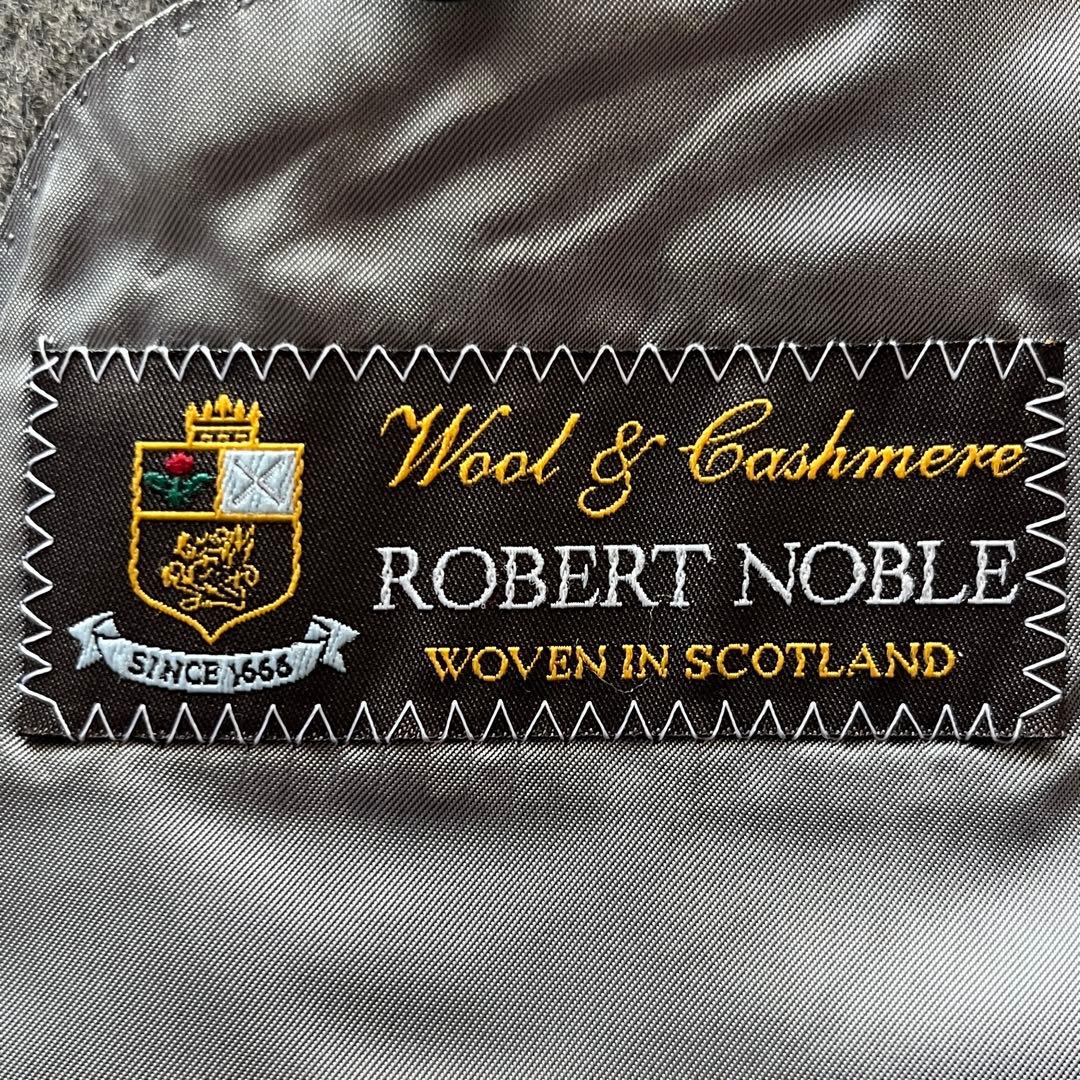 Wool & Cashmere
ROBERT NOBLE
WOVEN IN SCOTLAND
SINCE 1666